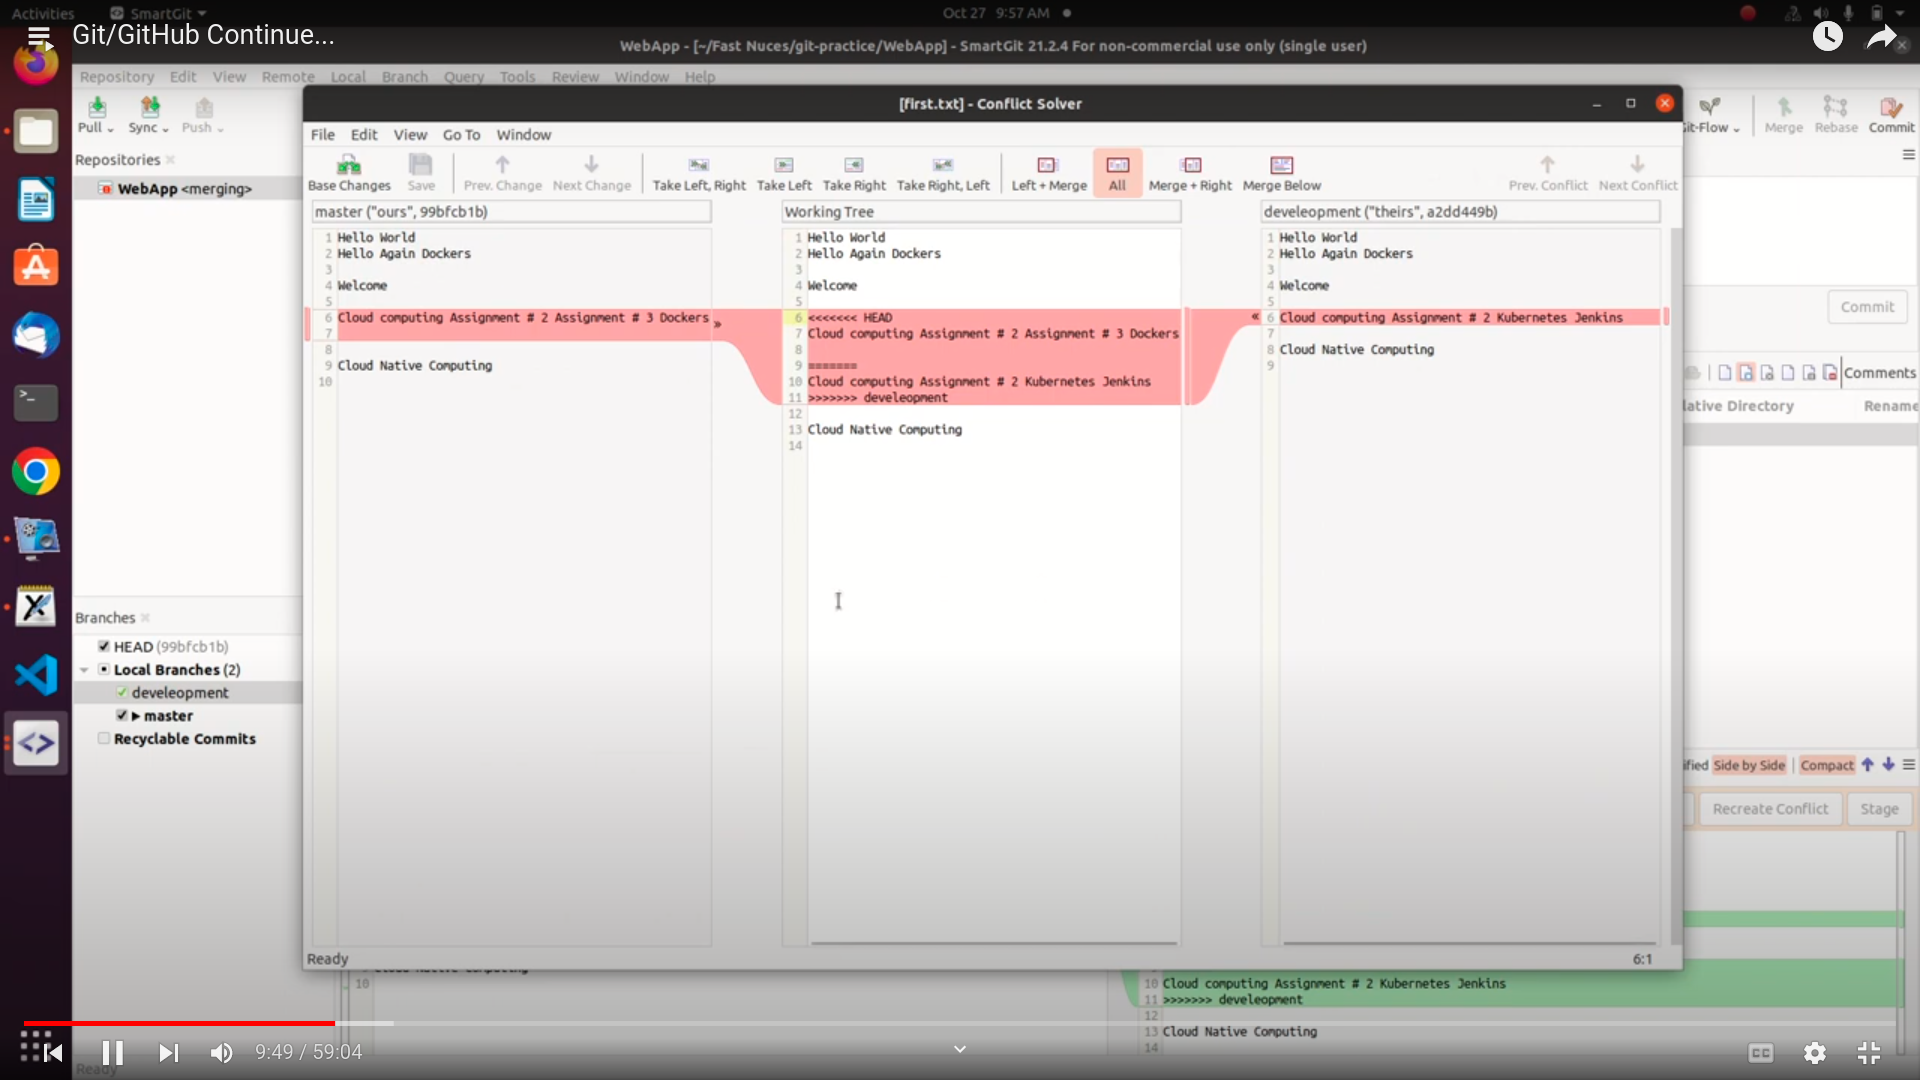 Activities
SmartGit
Oct 27 9:57 AM
Git/GitHub Continue...
WebApp - [~/Fast Nuces/git-practice/WebApp] - SmartGit 21.2.4 For non-commercial use only (single user)
Repository Edit View Remote Local Branch Query Tools Review Window Help
Pull Sync Push
Git-Flow Merge Rebase Commit
Repositories
WebApp <merging>
[first.txt] - Conflict Solver
File Edit View Go To Window
Base Changes Save Prev. Change Next Change Take Left, Right Take Left Take Right Take Right, Left Left + Merge All Merge + Right Merge Below Prev. Conflict Next Conflict
master ("ours", 99bfcb1b)
1 Hello World
2 Hello Again Dockers
3
4 Welcome
5
6 Cloud computing Assignment # 2 Assignment # 3 Dockers »
7
8
9 Cloud Native Computing
10
Working Tree
1 Hello World
2 Hello Again Dockers
3
4 Welcome
5
6 <<<<<<< HEAD
7 Cloud computing Assignment # 2 Assignment # 3 Dockers
8
9 =======
10 Cloud computing Assignment # 2 Kubernetes Jenkins
11 >>>>>>> develeopment
12
13 Cloud Native Computing
14
develeopment ("theirs", a2dd449b)
1 Hello World
2 Hello Again Dockers
3
4 Welcome
5
« 6 Cloud computing Assignment # 2 Kubernetes Jenkins
7
8 Cloud Native Computing
9
Ready
6:1
Commit
Comments
lative Directory Rename
Branches
HEAD (99bfcb1b)
Local Branches (2)
develeopment
master
Recyclable Commits
ified Side by Side | Compact
Recreate Conflict Stage
10
10 Cloud computing Assignment # 2 Kubernetes Jenkins
11 >>>>>>> develeopment
12
13 Cloud Native Computing
14
9:49 / 59:04
CC
Ready